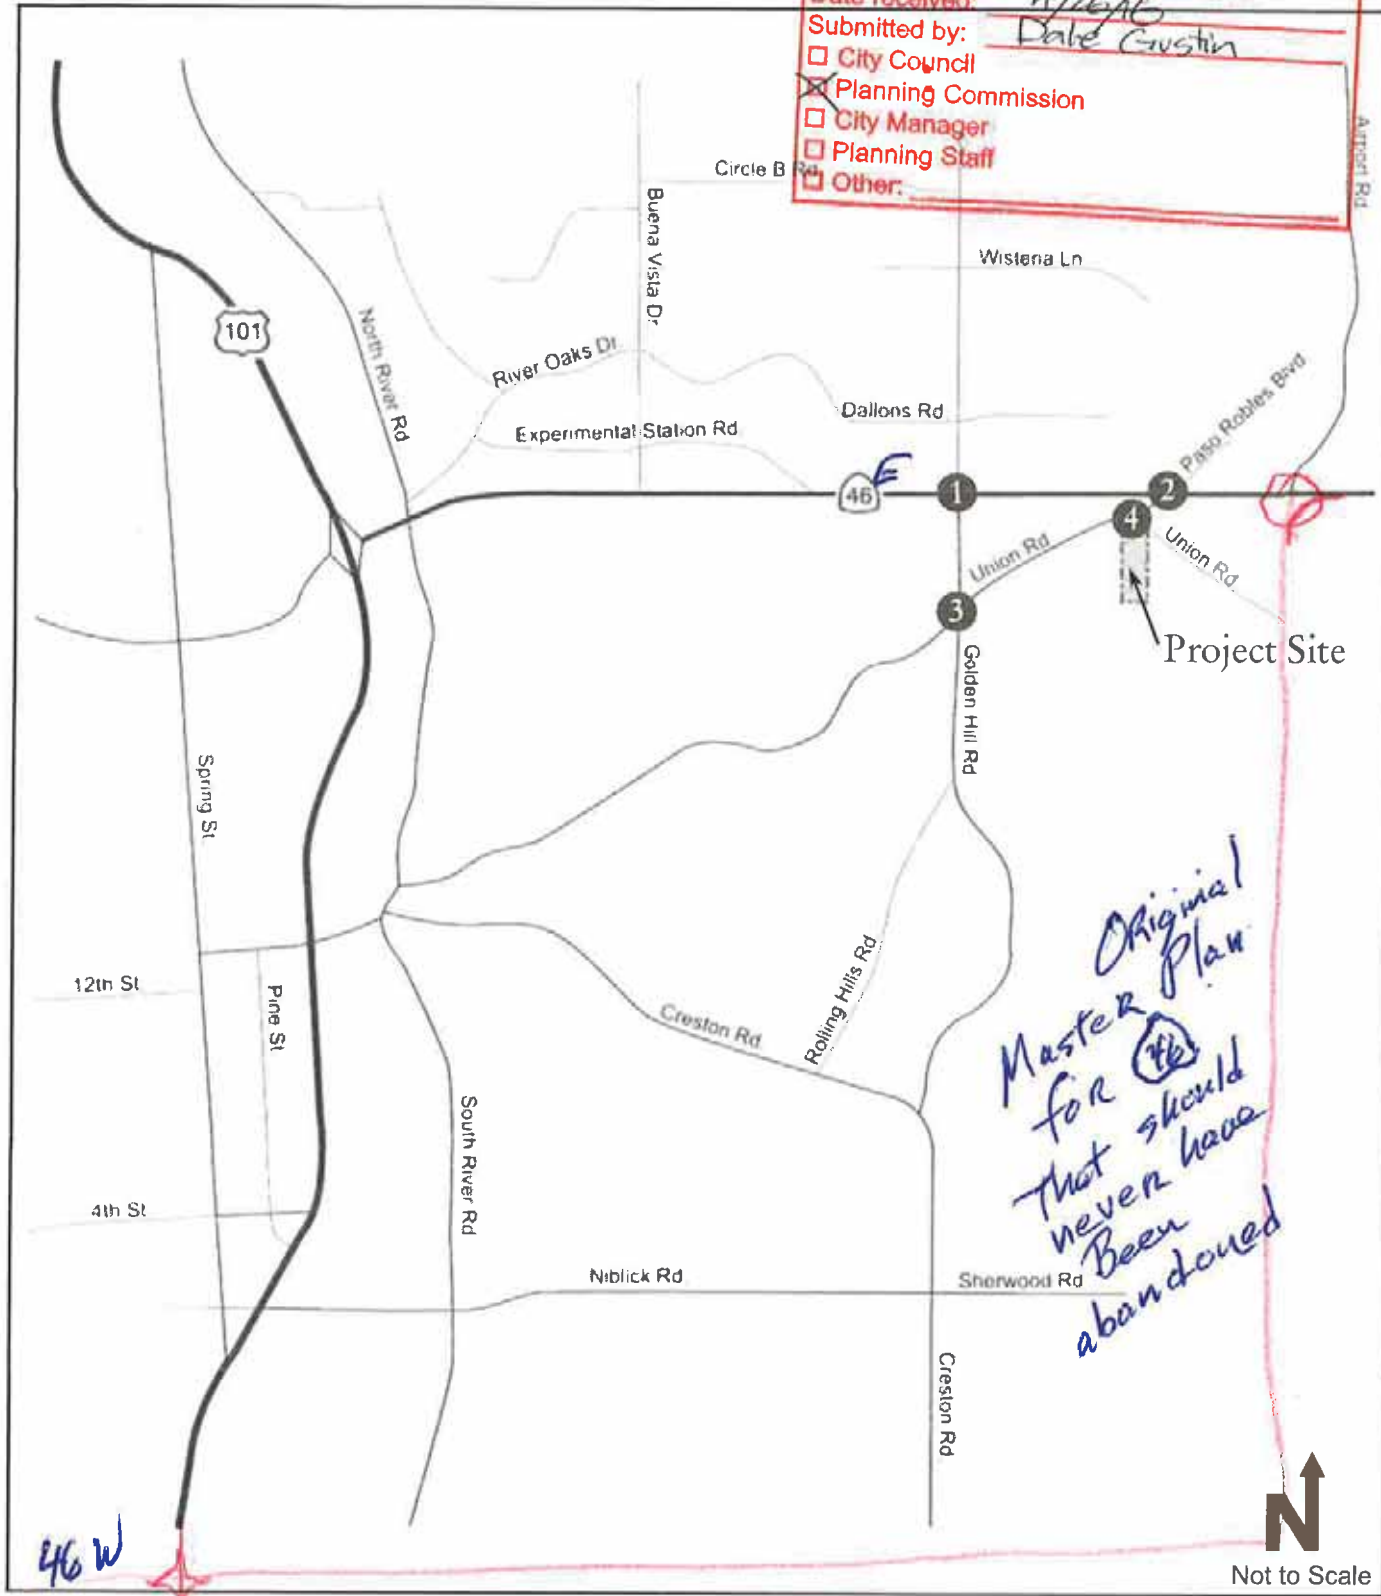 Date received:
Submitted by: Dale Gustin
City Council
Planning Commission
City Manager
Planning Staff
Other:
Airport Rd
Circle B Rd
Buena Vista Dr
Wisteria Ln
101
North River Rd
River Oaks Dr
Dallons Rd
Paso Robles Blvd
Experimental Station Rd
46 E
1
2
4
Union Rd
Union Rd
3
Project Site
Golden Hill Rd
Spring St
Original
Master Plan
for 46
That should
never have
Been
abandoned
12th St
Pine St
Creston Rd
Rolling Hills Rd
South River Rd
4th St
Niblick Rd
Sherwood Rd
Creston Rd
46 W
N
Not to Scale